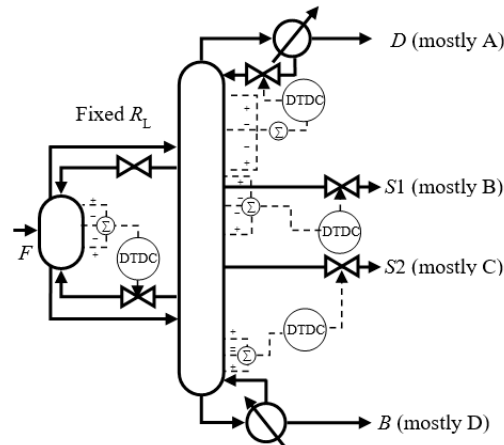 D (mostly A)
Fixed R_L
DTDC
+
-
Σ
-
+
S1 (mostly B)
+
-
Σ
-
+
DTDC
F
+
-
Σ
-
+
DTDC
S2 (mostly C)
DTDC
+
-
Σ
-
+
B (mostly D)